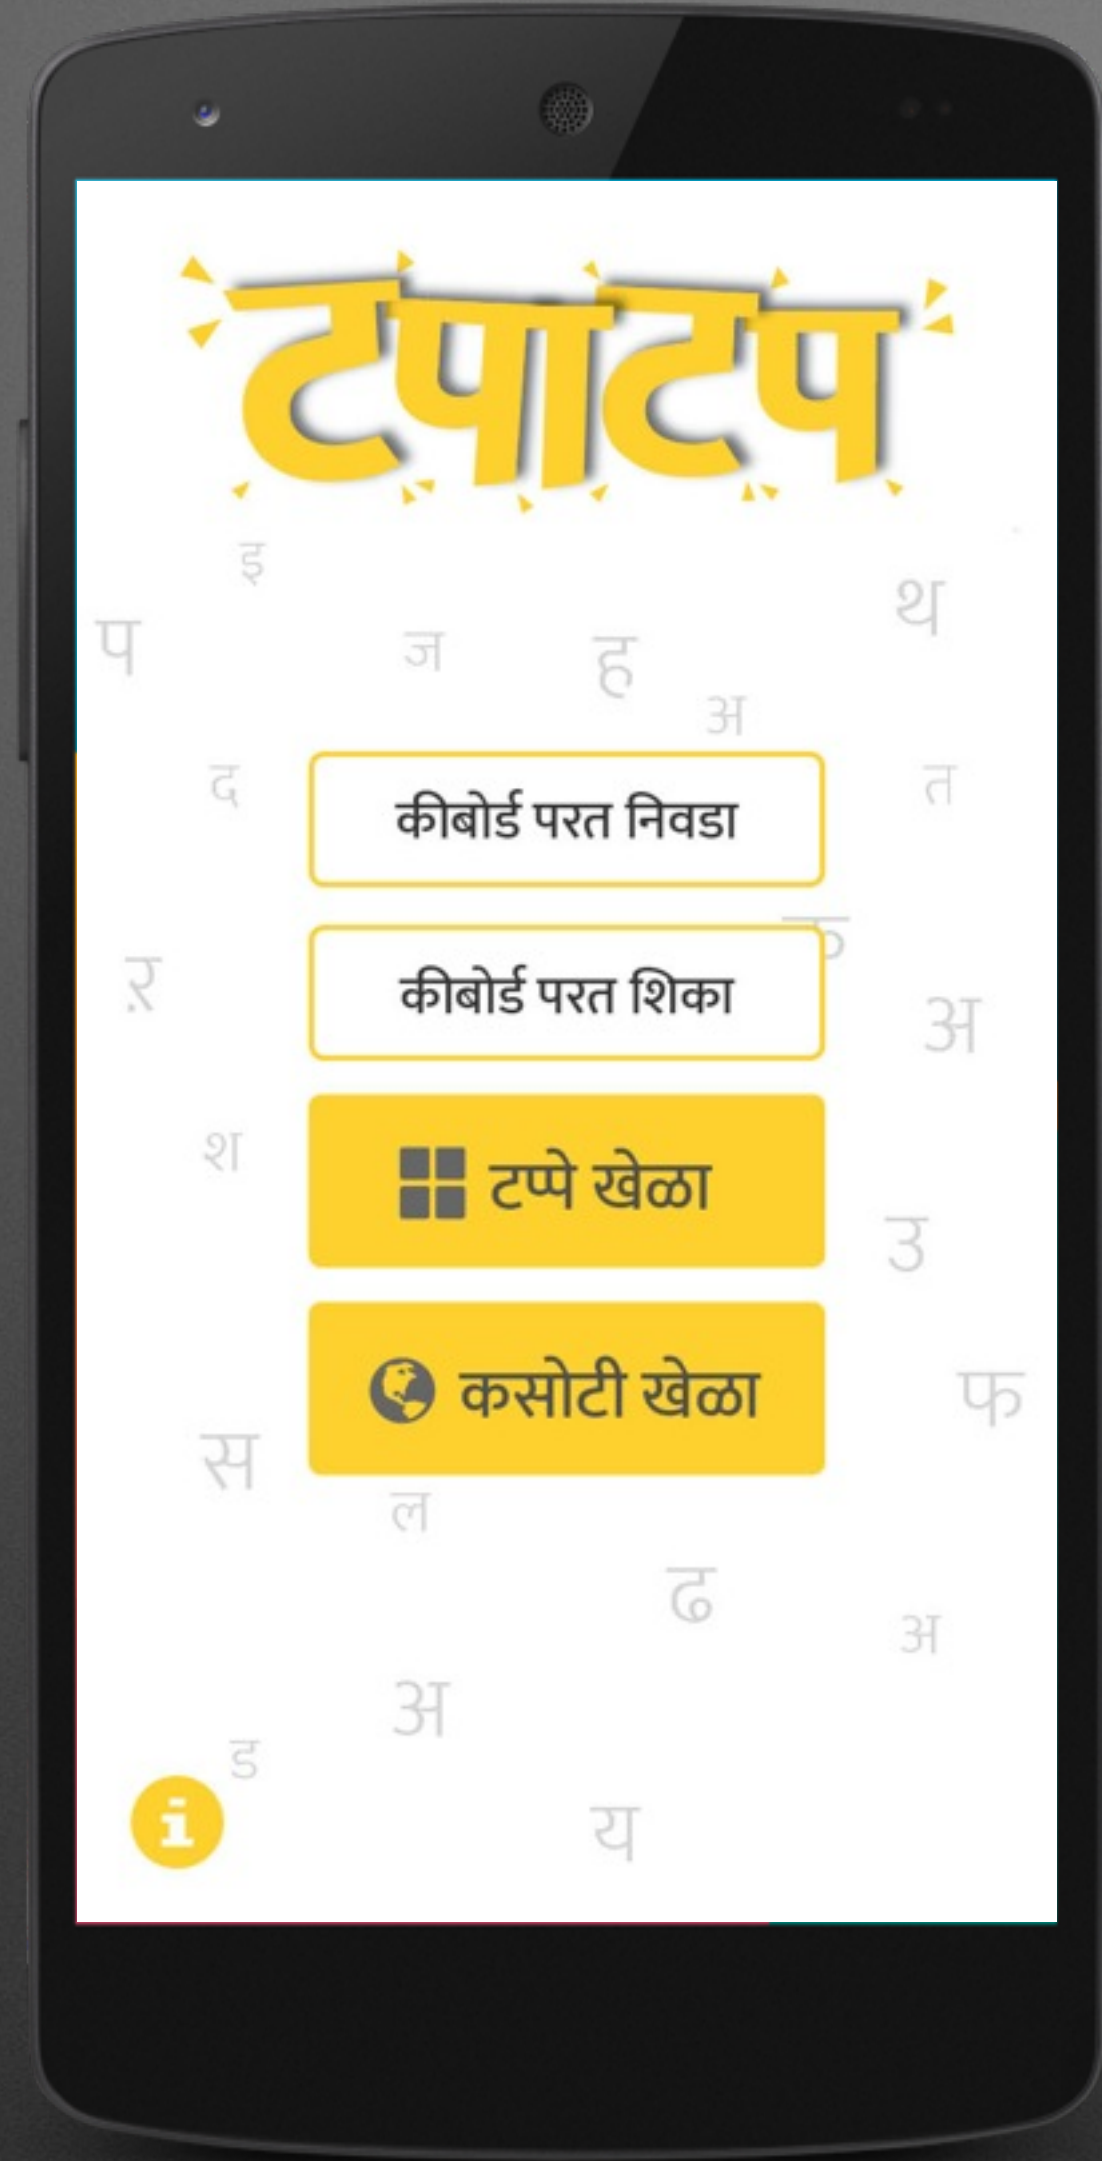 टपाटप
इ
थ
प
ज
ह
अ
द
त
कीबोर्ड परत निवडा
कीबोर्ड परत शिका
ऱ
अ
श
टप्पे खेळा
उ
कसोटी खेळा
फ
स
ल
ढ
अ
अ
ड
i
य